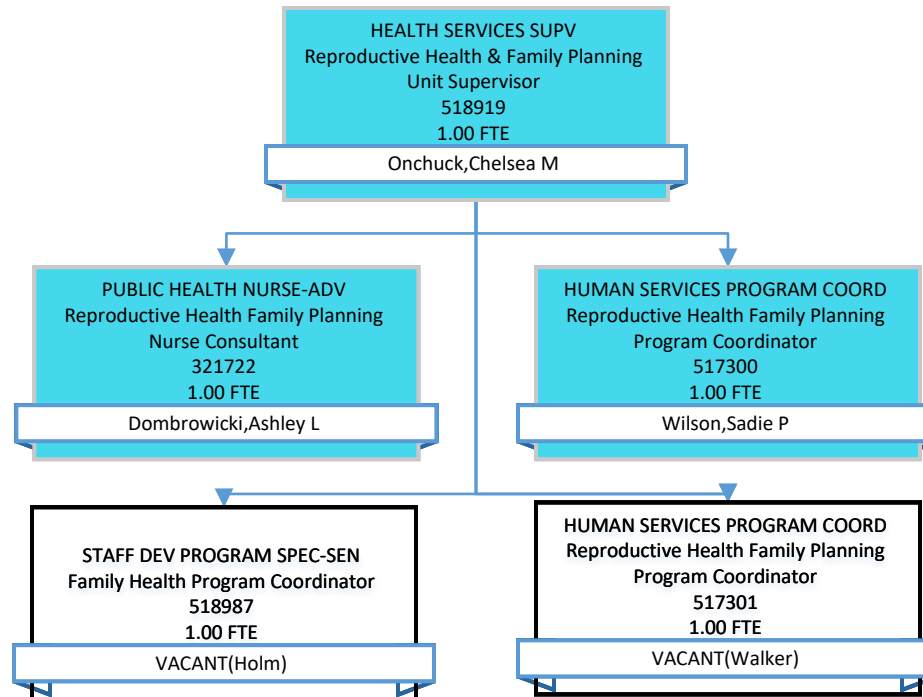 HEALTH SERVICES SUPV
Reproductive Health & Family Planning
Unit Supervisor
518919
1.00 FTE
Onchuck,Chelsea M
PUBLIC HEALTH NURSE-ADV
Reproductive Health Family Planning
Nurse Consultant
321722
1.00 FTE
Dombrowicki,Ashley L
HUMAN SERVICES PROGRAM COORD
Reproductive Health Family Planning
Program Coordinator
517300
1.00 FTE
Wilson,Sadie P
STAFF DEV PROGRAM SPEC-SEN
Family Health Program Coordinator
518987
1.00 FTE
VACANT(Holm)
HUMAN SERVICES PROGRAM COORD
Reproductive Health Family Planning
Program Coordinator
517301
1.00 FTE
VACANT(Walker)